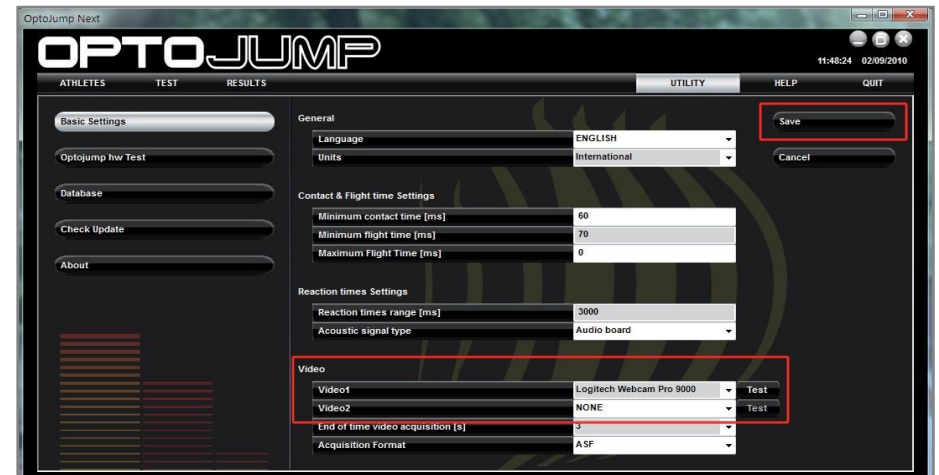 OptoJump Next
OPTOJUMP
11:48:24 02/09/2010
ATHLETES TEST RESULTS UTILITY HELP QUIT
Basic Settings
Optojump hw Test
Database
Check Update
About
General
Language ENGLISH
Units International
Contact & Flight time Settings
Minimum contact time [ms] 60
Minimum flight time [ms] 70
Maximum Flight Time [ms] 0
Reaction times Settings
Reaction times range [ms] 3000
Acoustic signal type Audio board
Video
Video1 Logitech Webcam Pro 9000 Test
Video2 NONE Test
End of time video acquisition [s] 3
Acquisition Format ASF
Save
Cancel